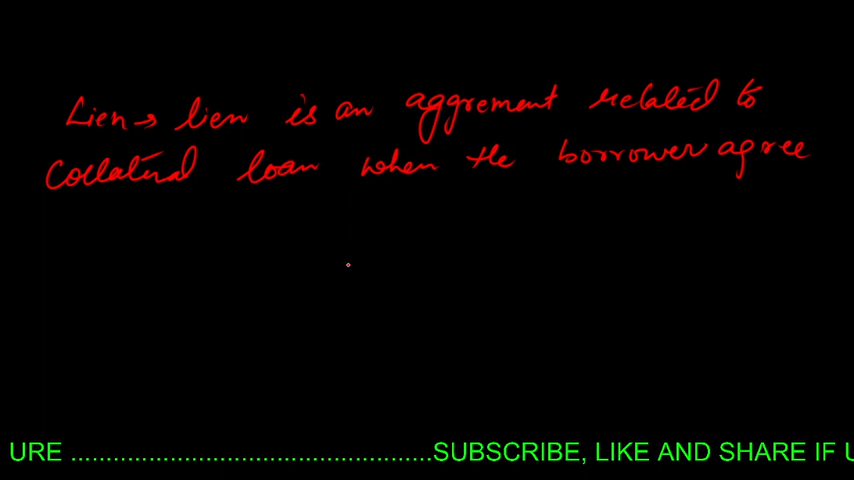 Lien → lien is an aggrement related to
Collateral loan when the borrower agree
URE .................................................SUBSCRIBE, LIKE AND SHARE IF U